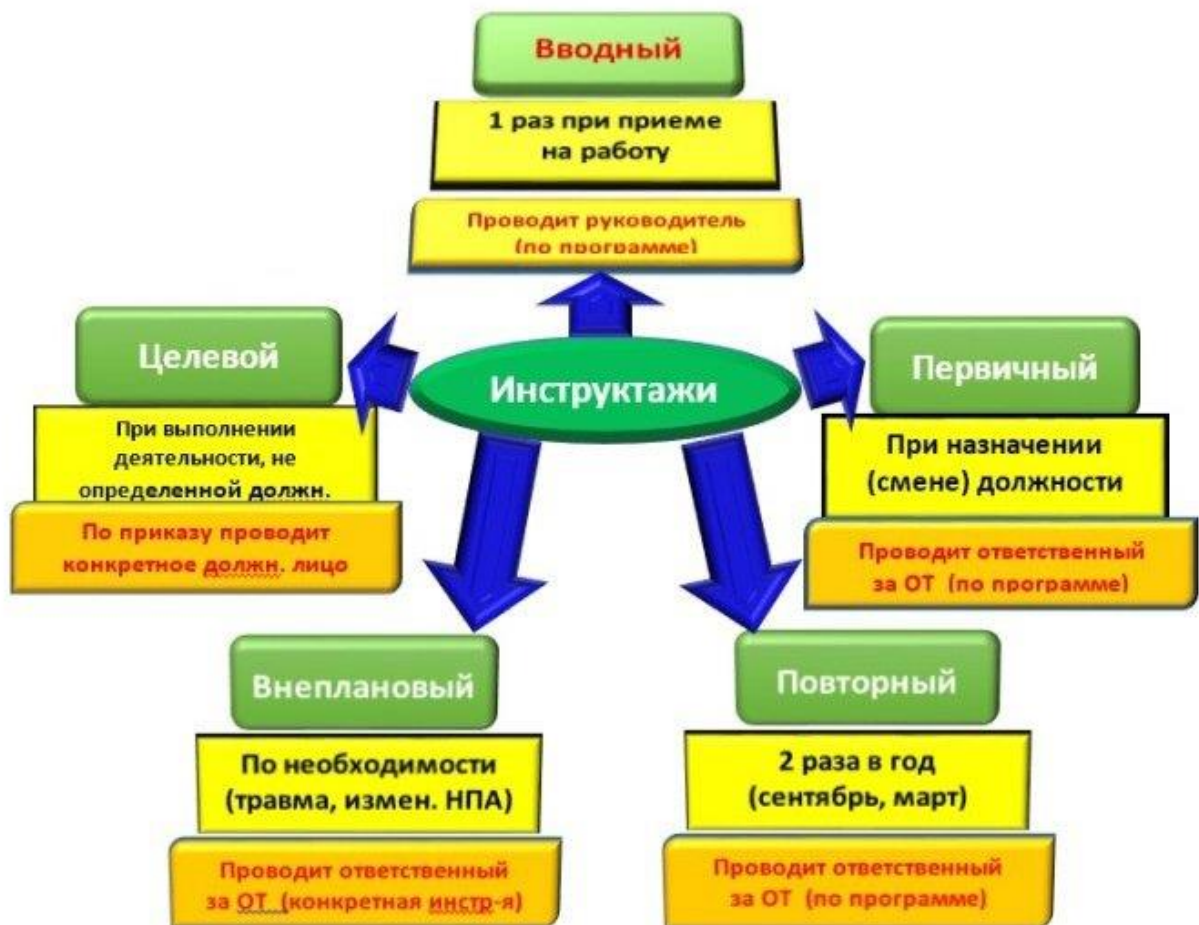 Вводный
1 раз при приеме
на работу
Проводит руководитель
(по программе)
Инструктажи
Целевой
При выполнении
деятельности, не
определенной должн.
По приказу проводит
конкретное должн. лицо
Первичный
При назначении
(смене) должности
Проводит ответственный
за ОТ (по программе)
Внеплановый
По необходимости
(травма, измен. НПА)
Проводит ответственный
за ОТ (конкретная инстр-я)
Повторный
2 раза в год
(сентябрь, март)
Проводит ответственный
за ОТ (по программе)